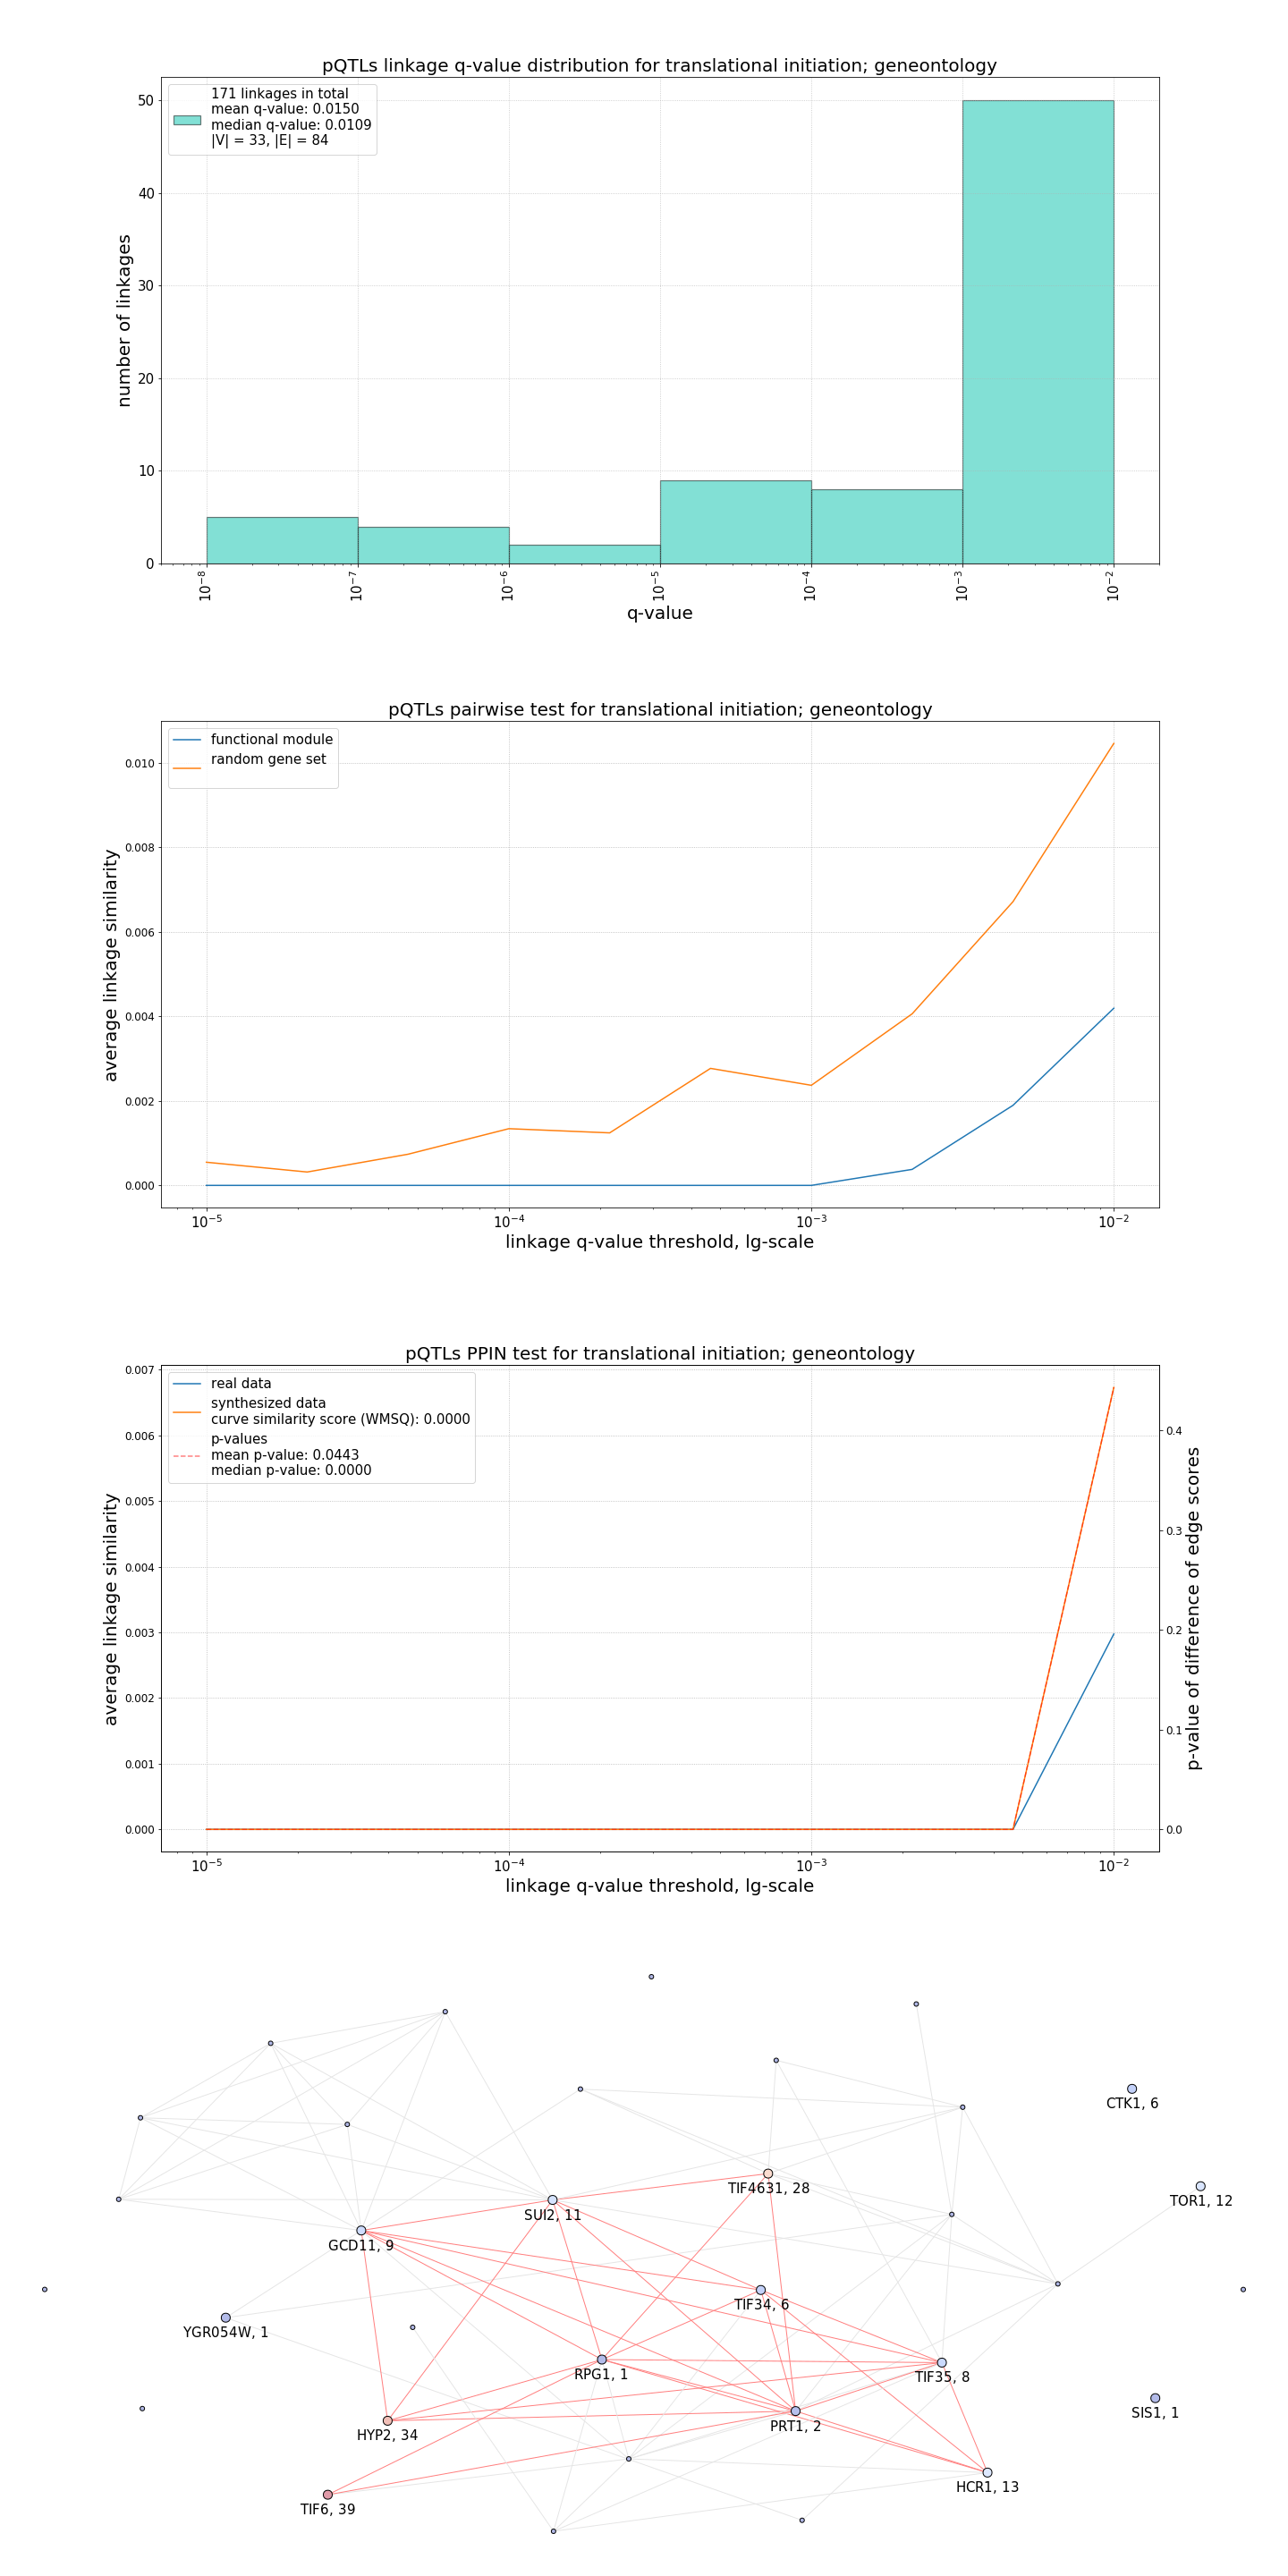 pQTLs linkage q-value distribution for translational initiation; geneontology
171 linkages in total
mean q-value: 0.0150
median q-value: 0.0109
|V| = 33, |E| = 84
number of linkages
50
40
30
20
10
0
10⁻⁸ 10⁻⁷ 10⁻⁶ 10⁻⁵ 10⁻⁴ 10⁻³ 10⁻²
q-value
pQTLs pairwise test for translational initiation; geneontology
functional module
random gene set
average linkage similarity
0.010
0.008
0.006
0.004
0.002
0.000
10⁻⁵ 10⁻⁴ 10⁻³ 10⁻²
linkage q-value threshold, lg-scale
pQTLs PPIN test for translational initiation; geneontology
real data
synthesized data
curve similarity score (WMSQ): 0.0000
p-values
mean p-value: 0.0443
median p-value: 0.0000
average linkage similarity
0.007
0.006
0.005
0.004
0.003
0.002
0.001
0.000
0.4
0.3
0.2
0.1
0.0
p-value of difference of edge scores
10⁻⁵ 10⁻⁴ 10⁻³ 10⁻²
linkage q-value threshold, lg-scale
CTK1, 6
TIF4631, 28
TOR1, 12
SUI2, 11
GCD11, 9
TIF34, 6
YGR054W, 1
RPG1, 1
TIF35, 8
SIS1, 1
PRT1, 2
HYP2, 34
HCR1, 13
TIF6, 39